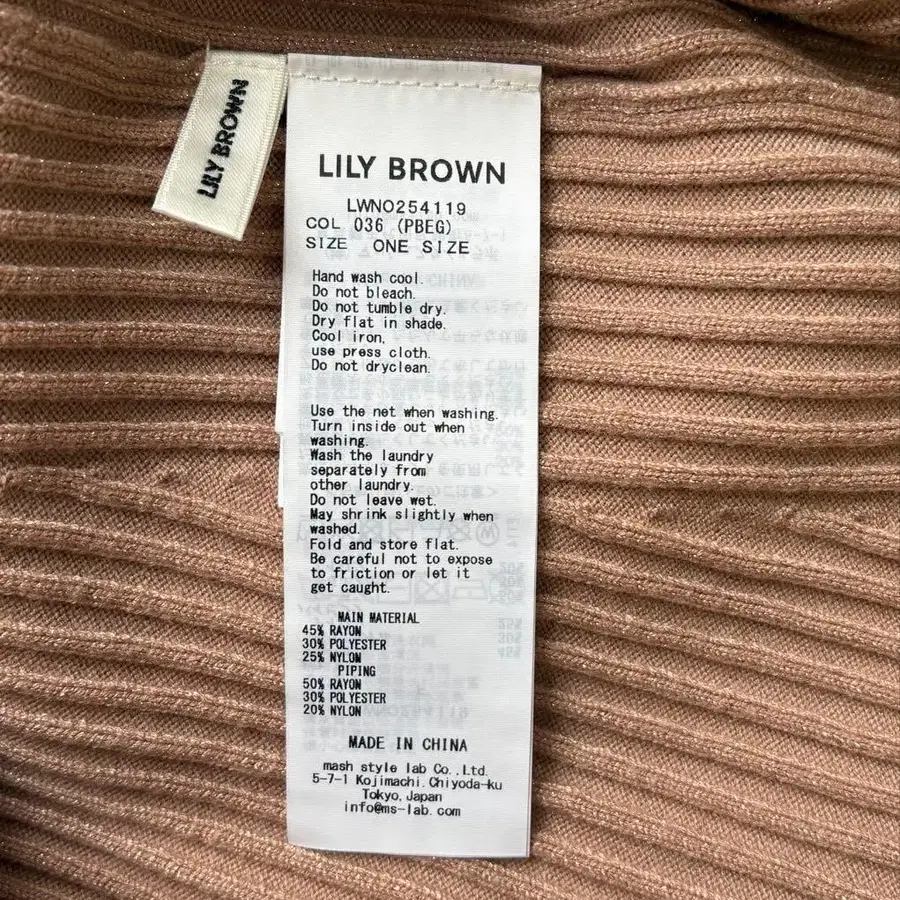 LILY BROWN
LILY BROWN
LWNO254119
COL 036 (PBEG)
SIZE ONE SIZE
Hand wash cool.
Do not bleach.
Do not tumble dry.
Dry flat in shade.
Cool iron,
use press cloth.
Do not dryclean.
Use the net when washing.
Turn inside out when
washing.
Wash the laundry
separately from
other laundry.
Do not leave wet.
May shrink slightly when
washed.
Fold and store flat.
Be careful not to expose
to friction or let it
get caught.
MAIN MATERIAL
45% RAYON
30% POLYESTER
25% NYLON
PIPING
50% RAYON
30% POLYESTER
20% NYLON
MADE IN CHINA
mash style lab Co.,Ltd.
5-7-1 Kojimachi.Chiyoda-ku
Tokyo,Japan
info@ms-lab.com